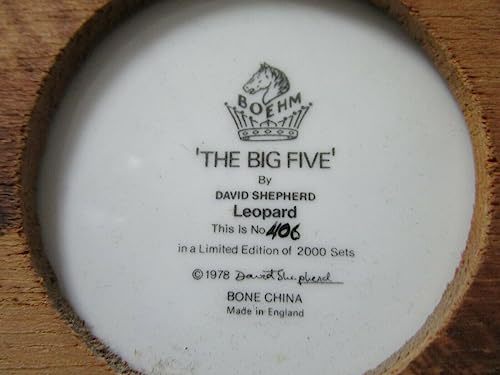 BOEHM
'THE BIG FIVE'
By
DAVID SHEPHERD
Leopard
This Is No 406
in a Limited Edition of 2000 Sets
© 1978 David Shepherd
BONE CHINA
Made in England